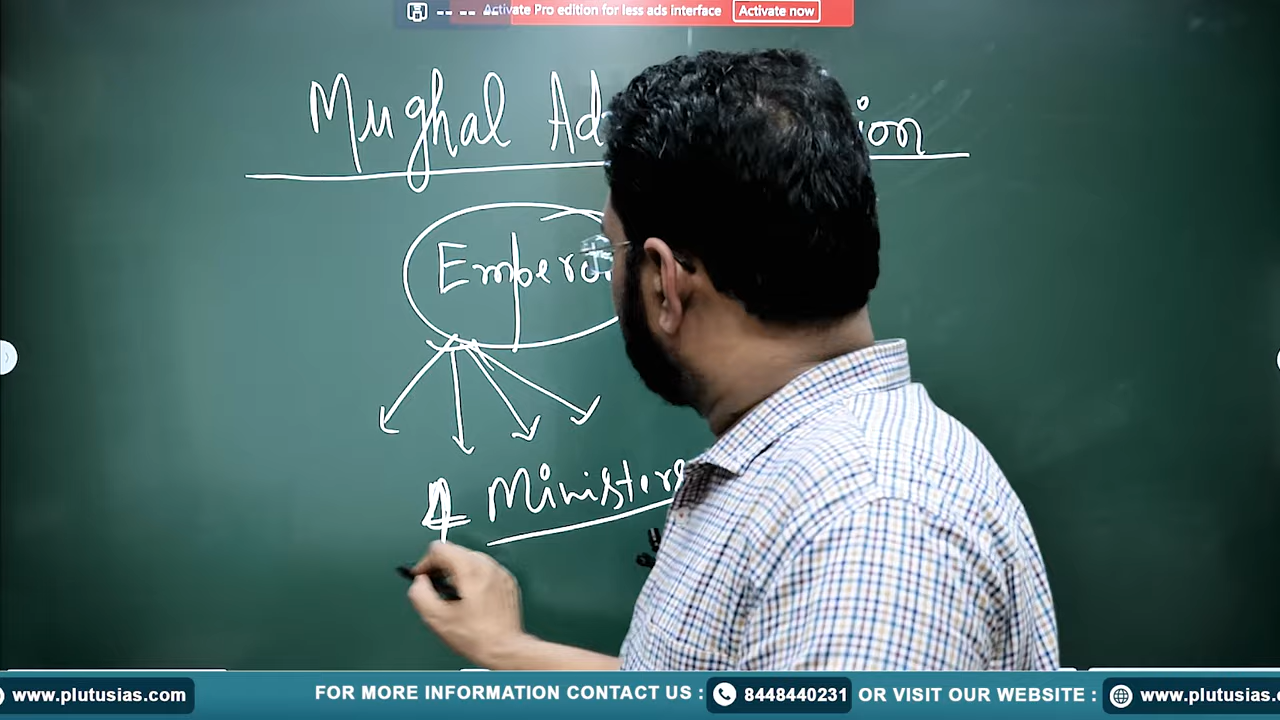 Activate Pro edition for less ads interface Activate now
Mughal Ad ion
Empero
4 Ministers
www.plutusias.com FOR MORE INFORMATION CONTACT US : 8448440231 OR VISIT OUR WEBSITE : www.plutusias.c